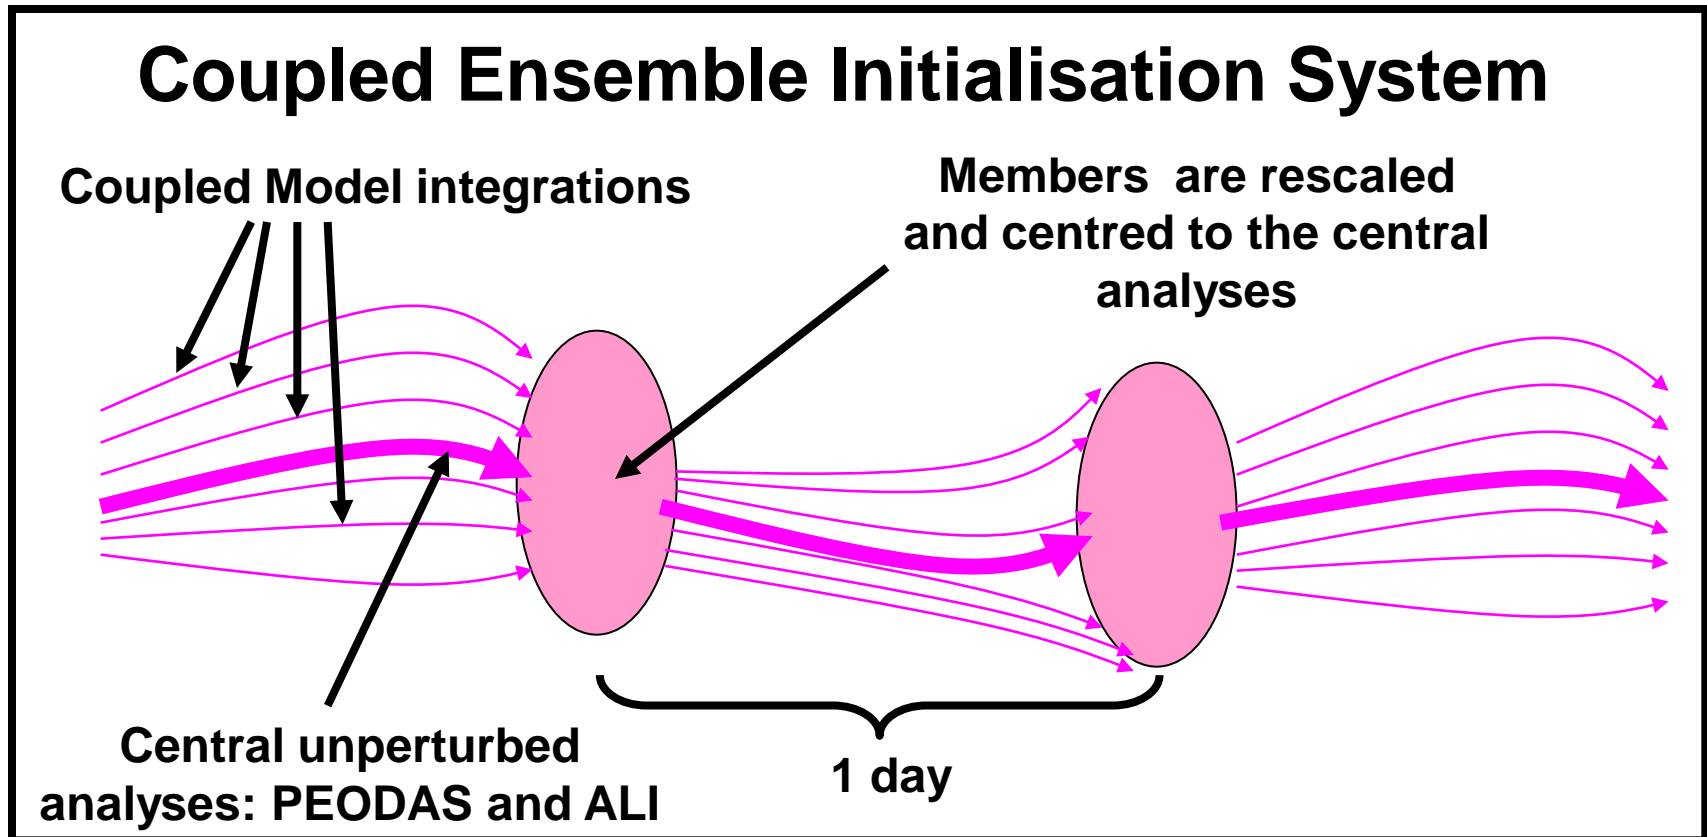 Coupled Ensemble Initialisation System
Coupled Model integrations
Members are rescaled
and centred to the central
analyses
Central unperturbed
analyses: PEODAS and ALI
1 day